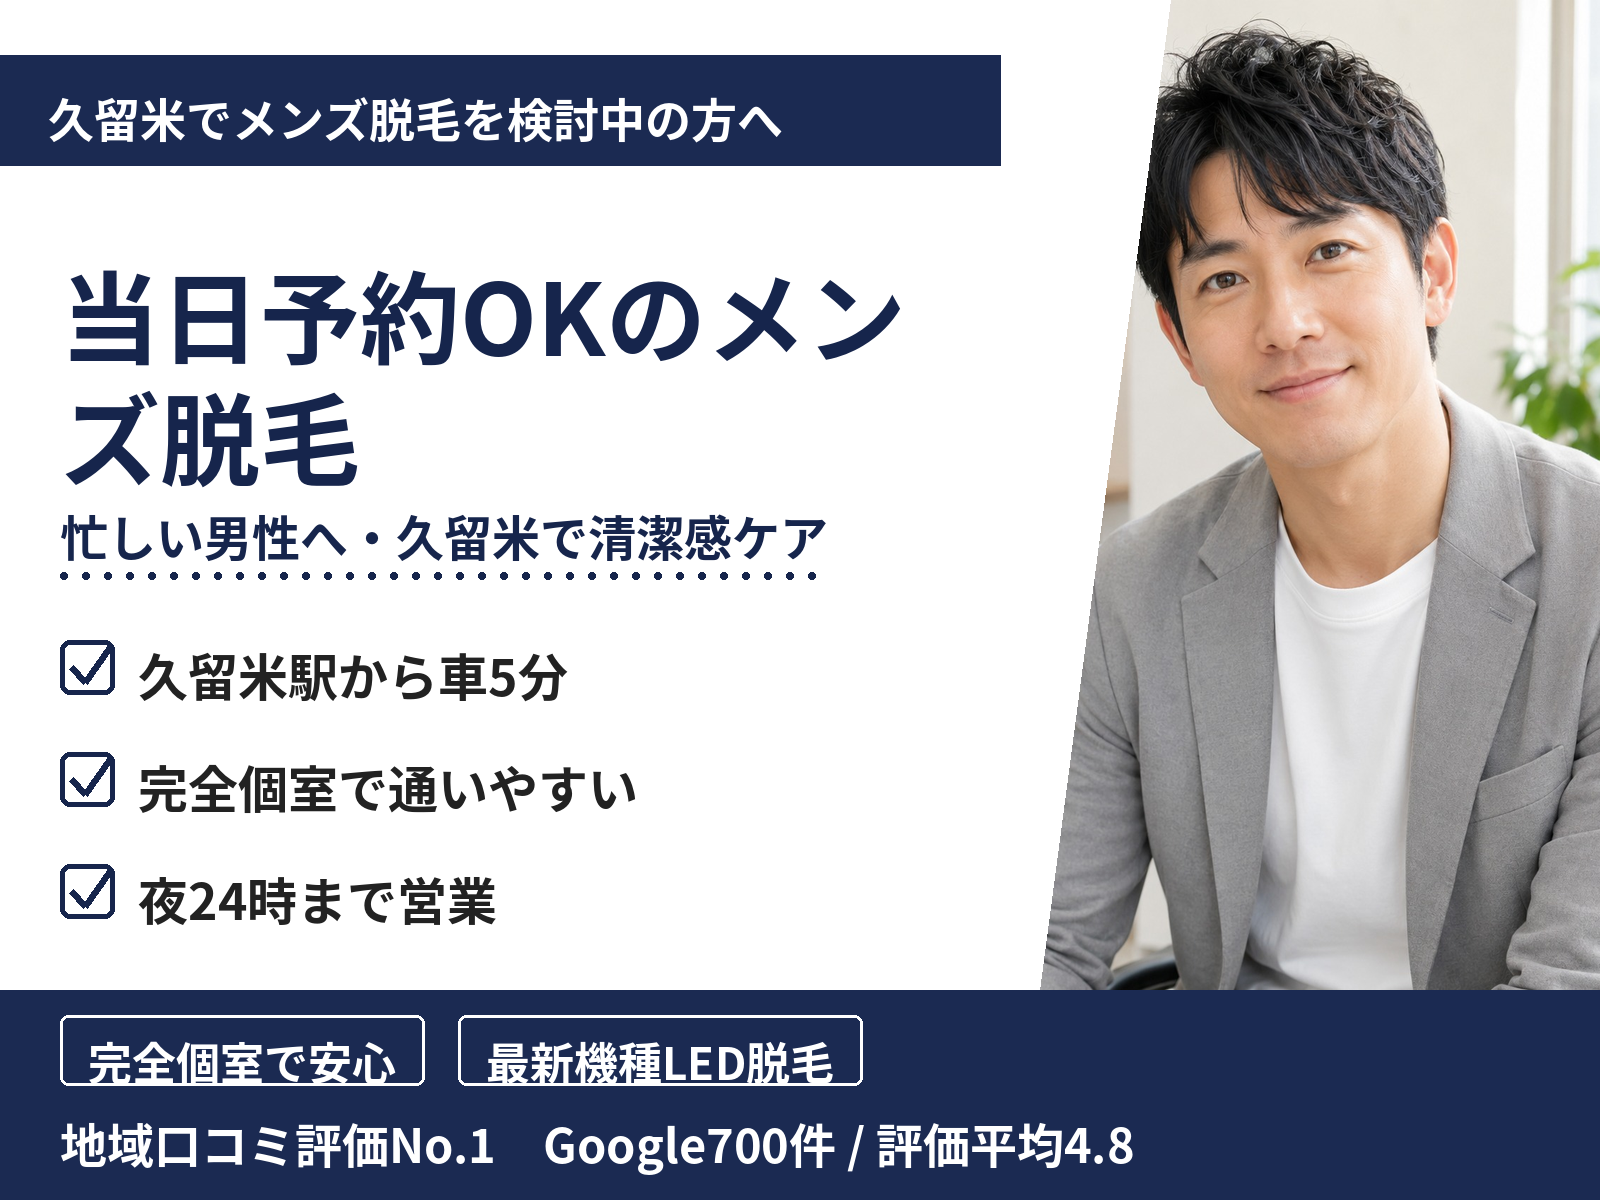 久留米でメンズ脱毛を検討中の方へ
当日予約OKのメン
ズ脱毛
忙しい男性へ・久留米で清潔感ケア
久留米駅から車5分
完全個室で通いやすい
夜24時まで営業
完全個室で安心
最新機種LED脱毛
地域口コミ評価No.1　Google700件 / 評価平均4.8